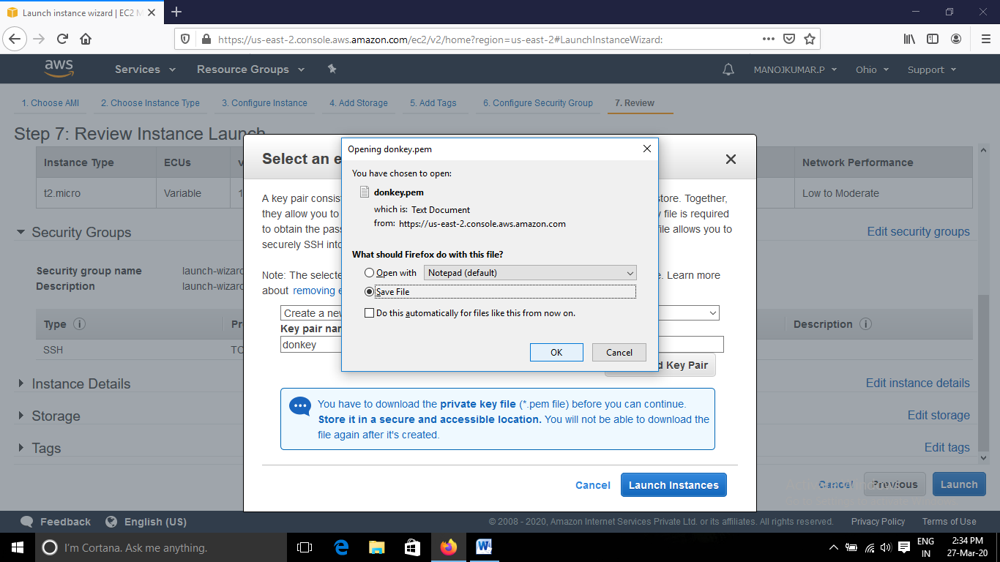 Launch instance wizard | EC2 M
https://us-east-2.console.aws.amazon.com/ec2/v2/home?region=us-east-2#LaunchInstanceWizard:
aws
Services
Resource Groups
MANOJKUMAR.P
Ohio
Support
1. Choose AMI
2. Choose Instance Type
3. Configure Instance
4. Add Storage
5. Add Tags
6. Configure Security Group
7. Review
Step 7: Review Instance Launch
Instance Type
ECUs
Network Performance
t2.micro
Variable
1
Low to Moderate
Security Groups
Edit security groups
Security group name
launch-wizard
Description
launch-wizard
Type
Description
SSH
TC
Instance Details
Edit instance details
Storage
Edit storage
Tags
Edit tags
Cancel
Previous
Launch
Select an e
A key pair consis
store. Together,
they allow you to
file is required
to obtain the pas
file allows you to
securely SSH into
Note: The selecte
e. Learn more
about removing e
Create a new
Key pair nam
donkey
d Key Pair
You have to download the private key file (*.pem file) before you can continue.
Store it in a secure and accessible location. You will not be able to download the
file again after it's created.
Cancel
Launch Instances
Opening donkey.pem
You have chosen to open:
donkey.pem
which is: Text Document
from: https://us-east-2.console.aws.amazon.com
What should Firefox do with this file?
Open with
Notepad (default)
Save File
Do this automatically for files like this from now on.
OK
Cancel
Feedback
English (US)
© 2008 - 2020, Amazon Internet Services Private Ltd. or its affiliates. All rights reserved.
Privacy Policy
Terms of Use
I'm Cortana. Ask me anything.
ENG
IN
2:34 PM
27-Mar-20